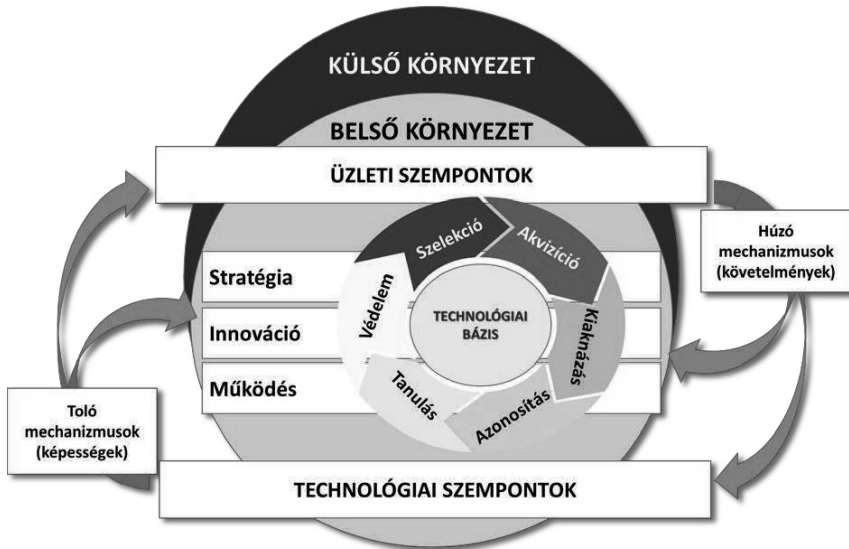 KÜLSŐ KÖRNYEZET
BELSŐ KÖRNYEZET
ÜZLETI SZEMPONTOK
Húzó
mechanizmusok
(követelmények)
Szelekció
Akvizíció
Kiaknázás
Azonosítás
Tanulás
Védelem
TECHNOLÓGIAI
BÁZIS
Stratégia
Innováció
Működés
Toló
mechanizmusok
(képességek)
TECHNOLÓGIAI SZEMPONTOK